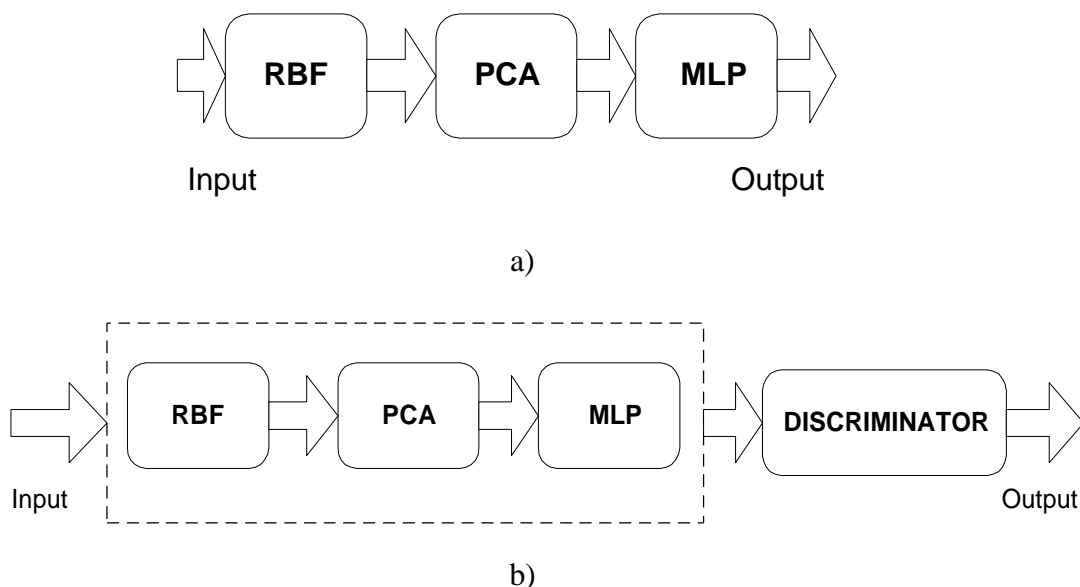 RBF PCA MLP
Input Output
a)
RBF PCA MLP DISCRIMINATOR
Input Output
b)